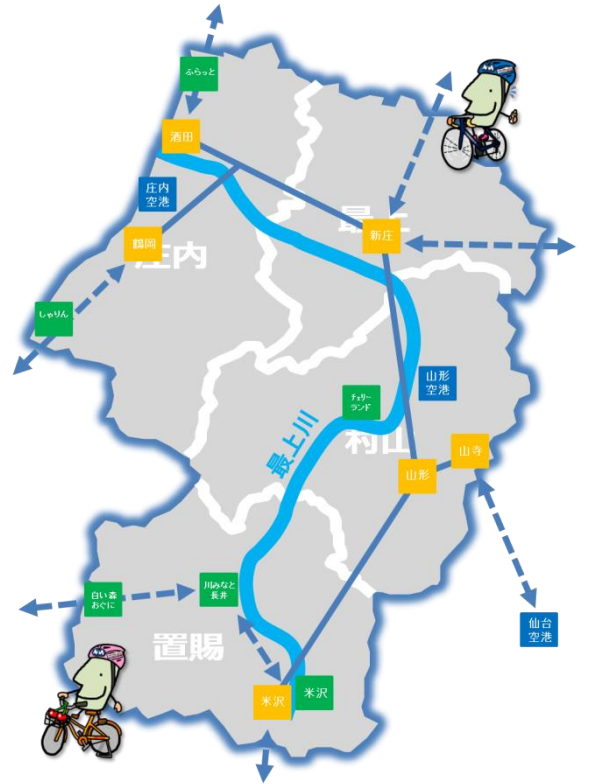 ふらっと
酒田
庄内
空港
最上
新庄
鶴岡
庄内
しゃりん
山形
空港
チェリー
ランド
村山
最上川
山寺
山形
川みなと
長井
白い森
おぐに
仙台
空港
置賜
米沢
米沢